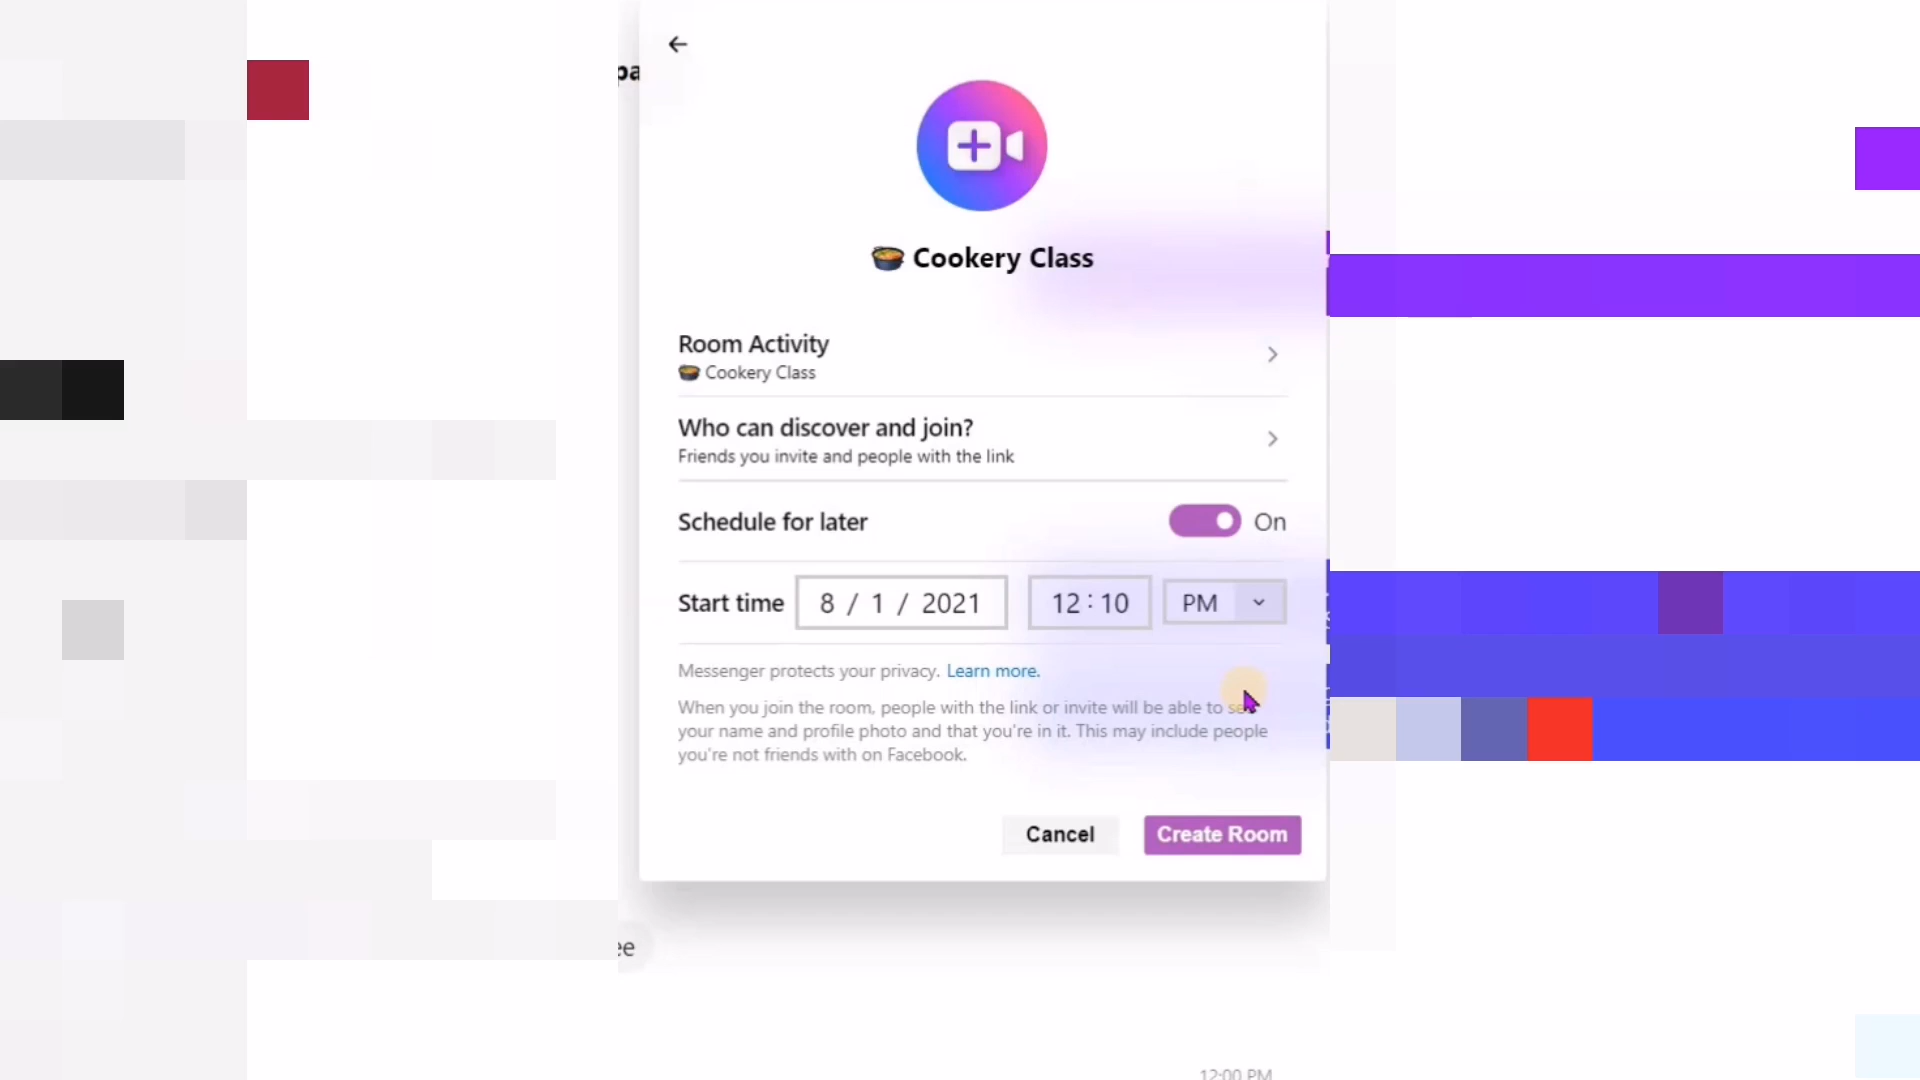 pa
🍲 Cookery Class
Room Activity
🍲 Cookery Class
Who can discover and join?
Friends you invite and people with the link
Schedule for later On
Start time 8 / 1 / 2021 12 : 10 PM
Messenger protects your privacy. Learn more.
When you join the room, people with the link or invite will be able to
your name and profile photo and that you're in it. This may include people
you're not friends with on Facebook.
Cancel Create Room
ee
12:00 PM